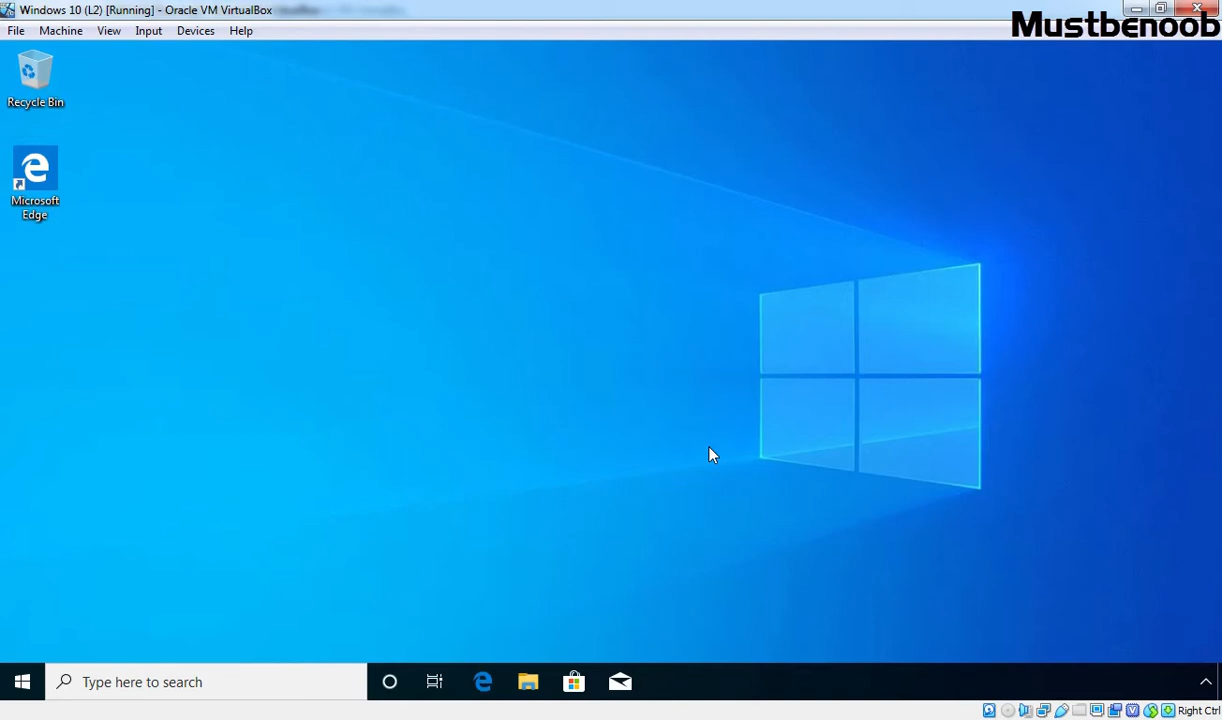 Windows 10 (L2) [Running] - Oracle VM VirtualBox
Mustbenoob
File Machine View Input Devices Help
Recycle Bin
Microsoft
Edge
Type here to search
Right Ctrl